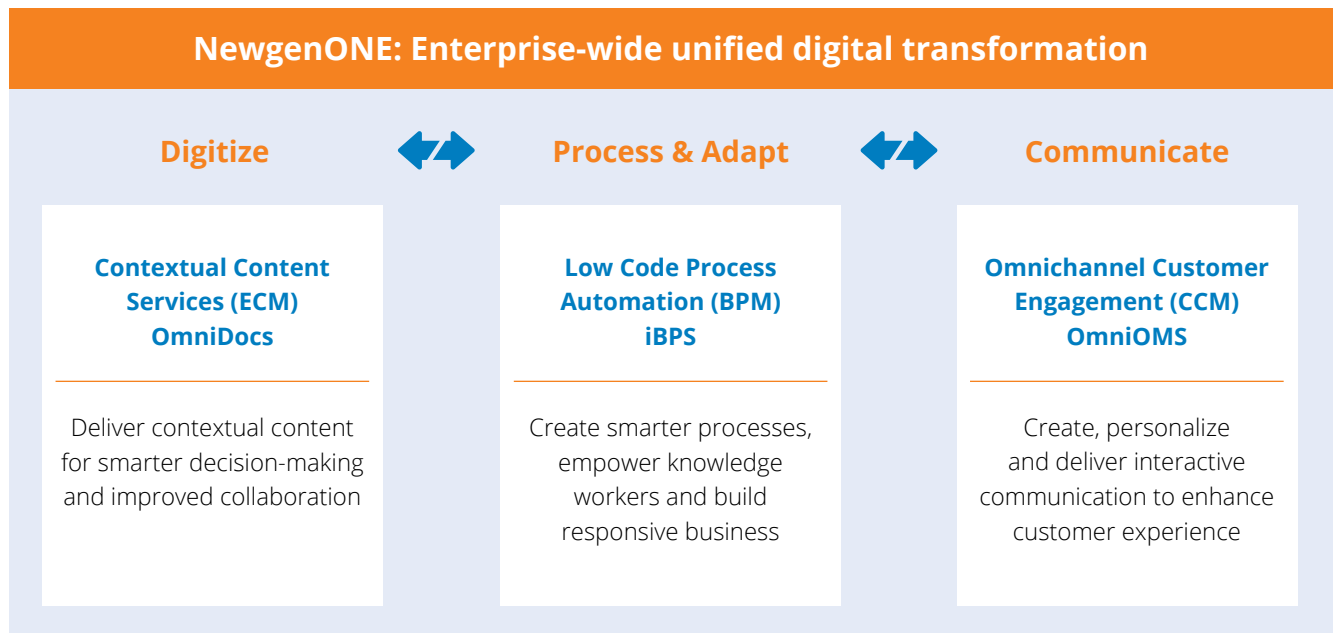 NewgenONE: Enterprise-wide unified digital transformation
Digitize
Process & Adapt
Communicate
Contextual Content
Services (ECM)
OmniDocs
Deliver contextual content
for smarter decision-making
and improved collaboration
Low Code Process
Automation (BPM)
iBPS
Create smarter processes,
empower knowledge
workers and build
responsive business
Omnichannel Customer
Engagement (CCM)
OmniOMS
Create, personalize
and deliver interactive
communication to enhance
customer experience